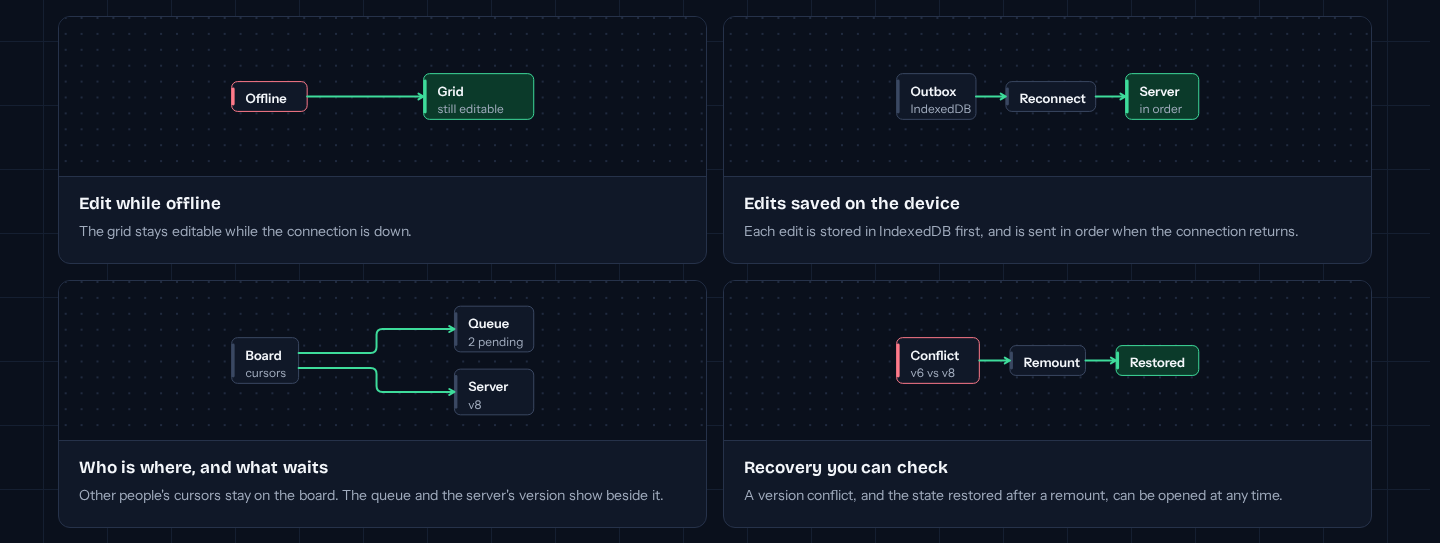 Offline
Grid
still editable
Edit while offline
The grid stays editable while the connection is down.
Outbox
IndexedDB
Reconnect
Server
in order
Edits saved on the device
Each edit is stored in IndexedDB first, and is sent in order when the connection returns.
Board
cursors
Queue
2 pending
Server
v8
Who is where, and what waits
Other people's cursors stay on the board. The queue and the server's version show beside it.
Conflict
v6 vs v8
Remount
Restored
Recovery you can check
A version conflict, and the state restored after a remount, can be opened at any time.